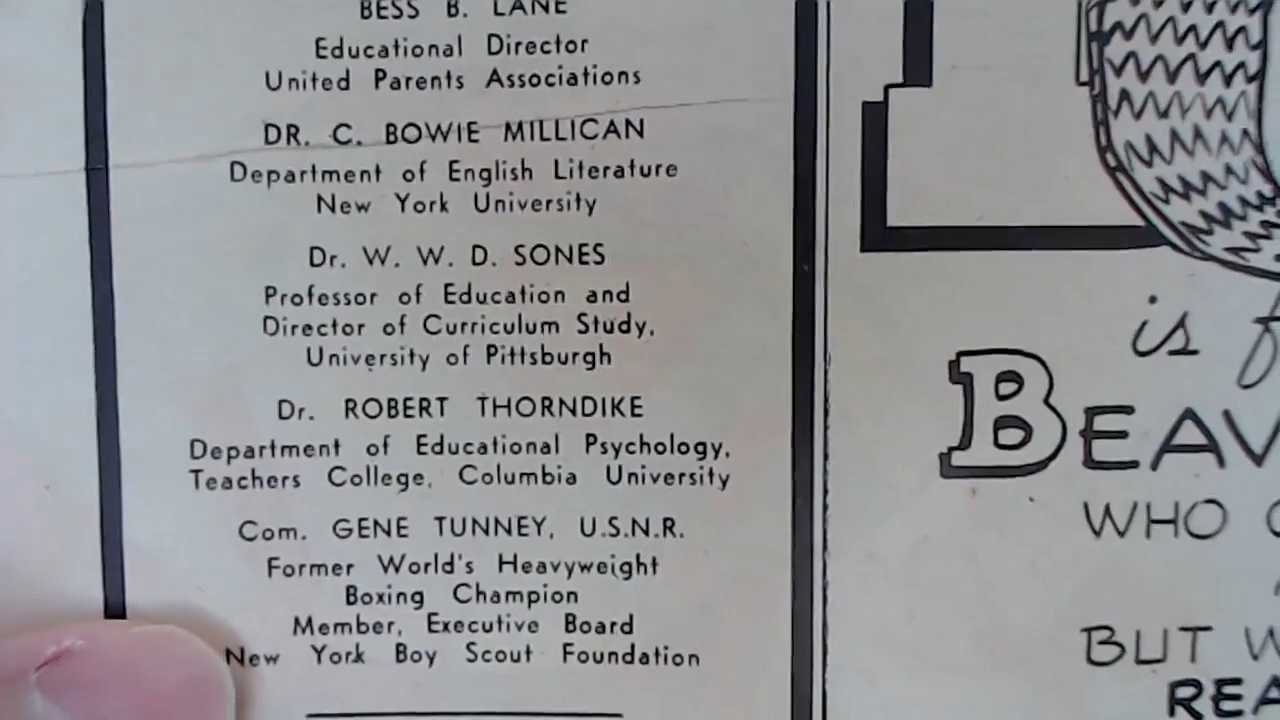 BESS B. LANE
Educational Director
United Parents Associations
DR. C. BOWIE MILLICAN
Department of English Literature
New York University
Dr. W. W. D. SONES
Professor of Education and
Director of Curriculum Study,
University of Pittsburgh
Dr. ROBERT THORNDIKE
Department of Educational Psychology,
Teachers College, Columbia University
Com. GENE TUNNEY, U.S.N.R.
Former World's Heavyweight
Boxing Champion
Member, Executive Board
New York Boy Scout Foundation
is f
BEAV
WHO
BUT W
REA